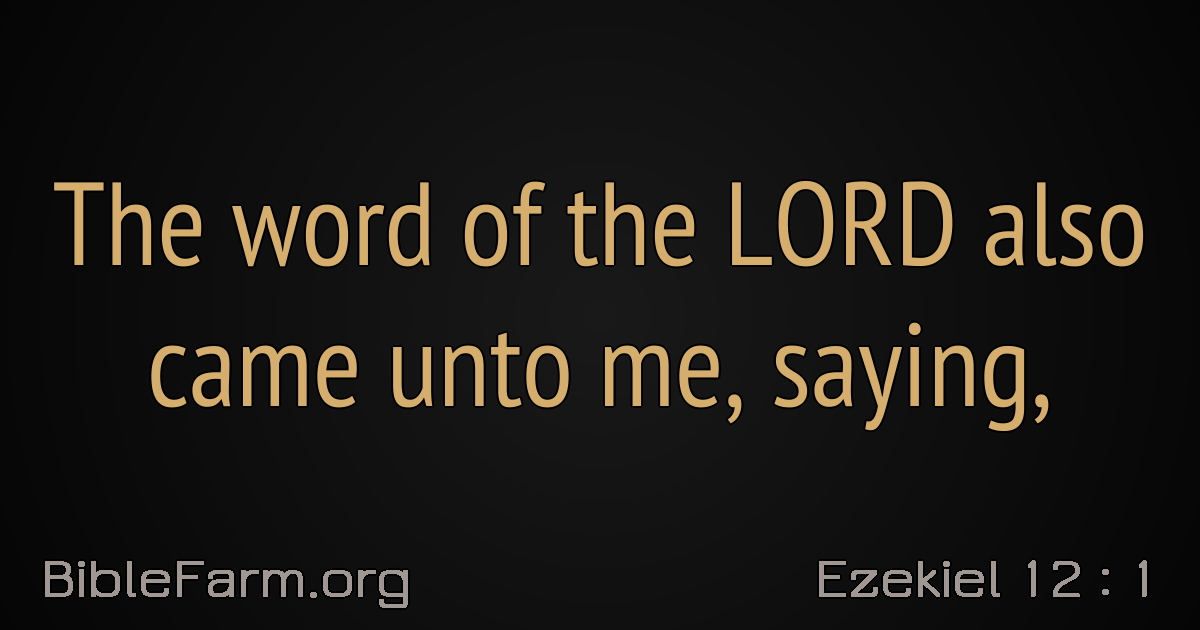 The word of the LORD also
came unto me, saying,
BibleFarm.org
Ezekiel 12 : 1